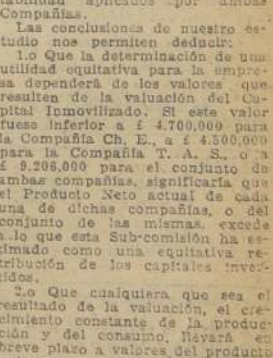 tabilidad aplicados por ambas
Compañías.
Las conclusiones de nuestro es-
tudio nos permiten deducir:
1.o Que la determinación de una
utilidad equitativa para la empre-
sa dependerá de los valores que
resulten de la valuación del Ca-
pital Inmovilizado. Si este valor
fuese inferior a £ 4.700,000 para
la Compañía Ch. E., a £ 4.500,000
para la Compañía T. A. S., o a
£ 9.206,000 para el conjunto de
ambas compañías, significaría que
el Producto Neto actual de cada
una de dichas compañías, o del
conjunto de las mismas, excede
a lo que esta Sub-comisión ha es-
timado como una equitativa re-
tribución de los capitales inver-
tidos.
2.o Que cualquiera que sea el
resultado de la valuación, el cre-
cimiento constante de la produc-
ción y del consumo, llevará en
breve plazo a valores del product